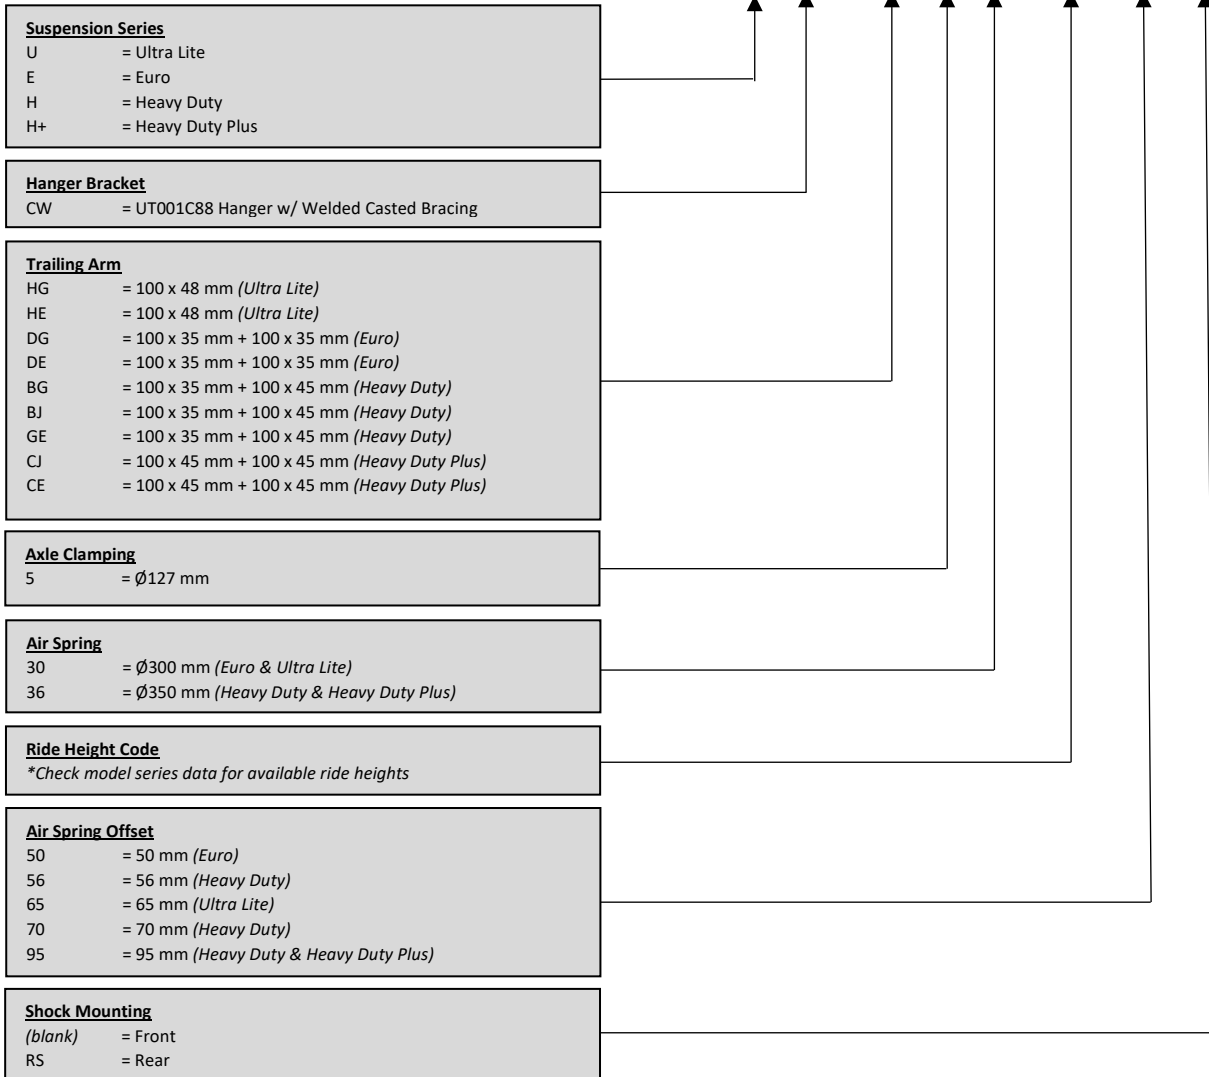 Suspension Series
U = Ultra Lite
E = Euro
H = Heavy Duty
H+ = Heavy Duty Plus
Hanger Bracket
CW = UT001C88 Hanger w/ Welded Casted Bracing
Trailing Arm
HG = 100 x 48 mm (Ultra Lite)
HE = 100 x 48 mm (Ultra Lite)
DG = 100 x 35 mm + 100 x 35 mm (Euro)
DE = 100 x 35 mm + 100 x 35 mm (Euro)
BG = 100 x 35 mm + 100 x 45 mm (Heavy Duty)
BJ = 100 x 35 mm + 100 x 45 mm (Heavy Duty)
GE = 100 x 35 mm + 100 x 45 mm (Heavy Duty)
CJ = 100 x 45 mm + 100 x 45 mm (Heavy Duty Plus)
CE = 100 x 45 mm + 100 x 45 mm (Heavy Duty Plus)
Axle Clamping
5 = Ø127 mm
Air Spring
30 = Ø300 mm (Euro & Ultra Lite)
36 = Ø350 mm (Heavy Duty & Heavy Duty Plus)
Ride Height Code
*Check model series data for available ride heights
Air Spring Offset
50 = 50 mm (Euro)
56 = 56 mm (Heavy Duty)
65 = 65 mm (Ultra Lite)
70 = 70 mm (Heavy Duty)
95 = 95 mm (Heavy Duty & Heavy Duty Plus)
Shock Mounting
(blank) = Front
RS = Rear